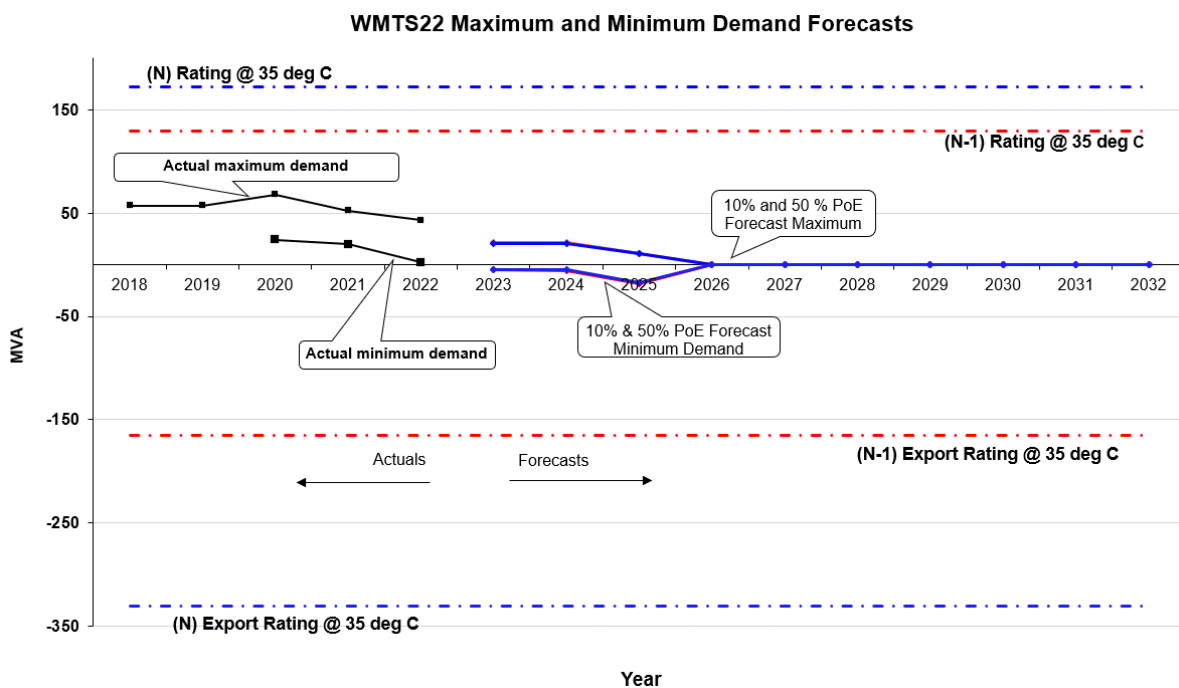 WMTS22 Maximum and Minimum Demand Forecasts
(N) Rating @ 35 deg C
150
(N-1) Rating @ 35 deg C
Actual maximum demand
50
10% and 50 % PoE
Forecast Maximum
2018 2019 2020 2021 2022 2023 2024 2025 2026 2027 2028 2029 2030 2031 2032
-50
10% & 50% PoE Forecast
Minimum Demand
Actual minimum demand
MVA
-150
(N-1) Export Rating @ 35 deg C
Actuals
Forecasts
-250
(N) Export Rating @ 35 deg C
-350
Year